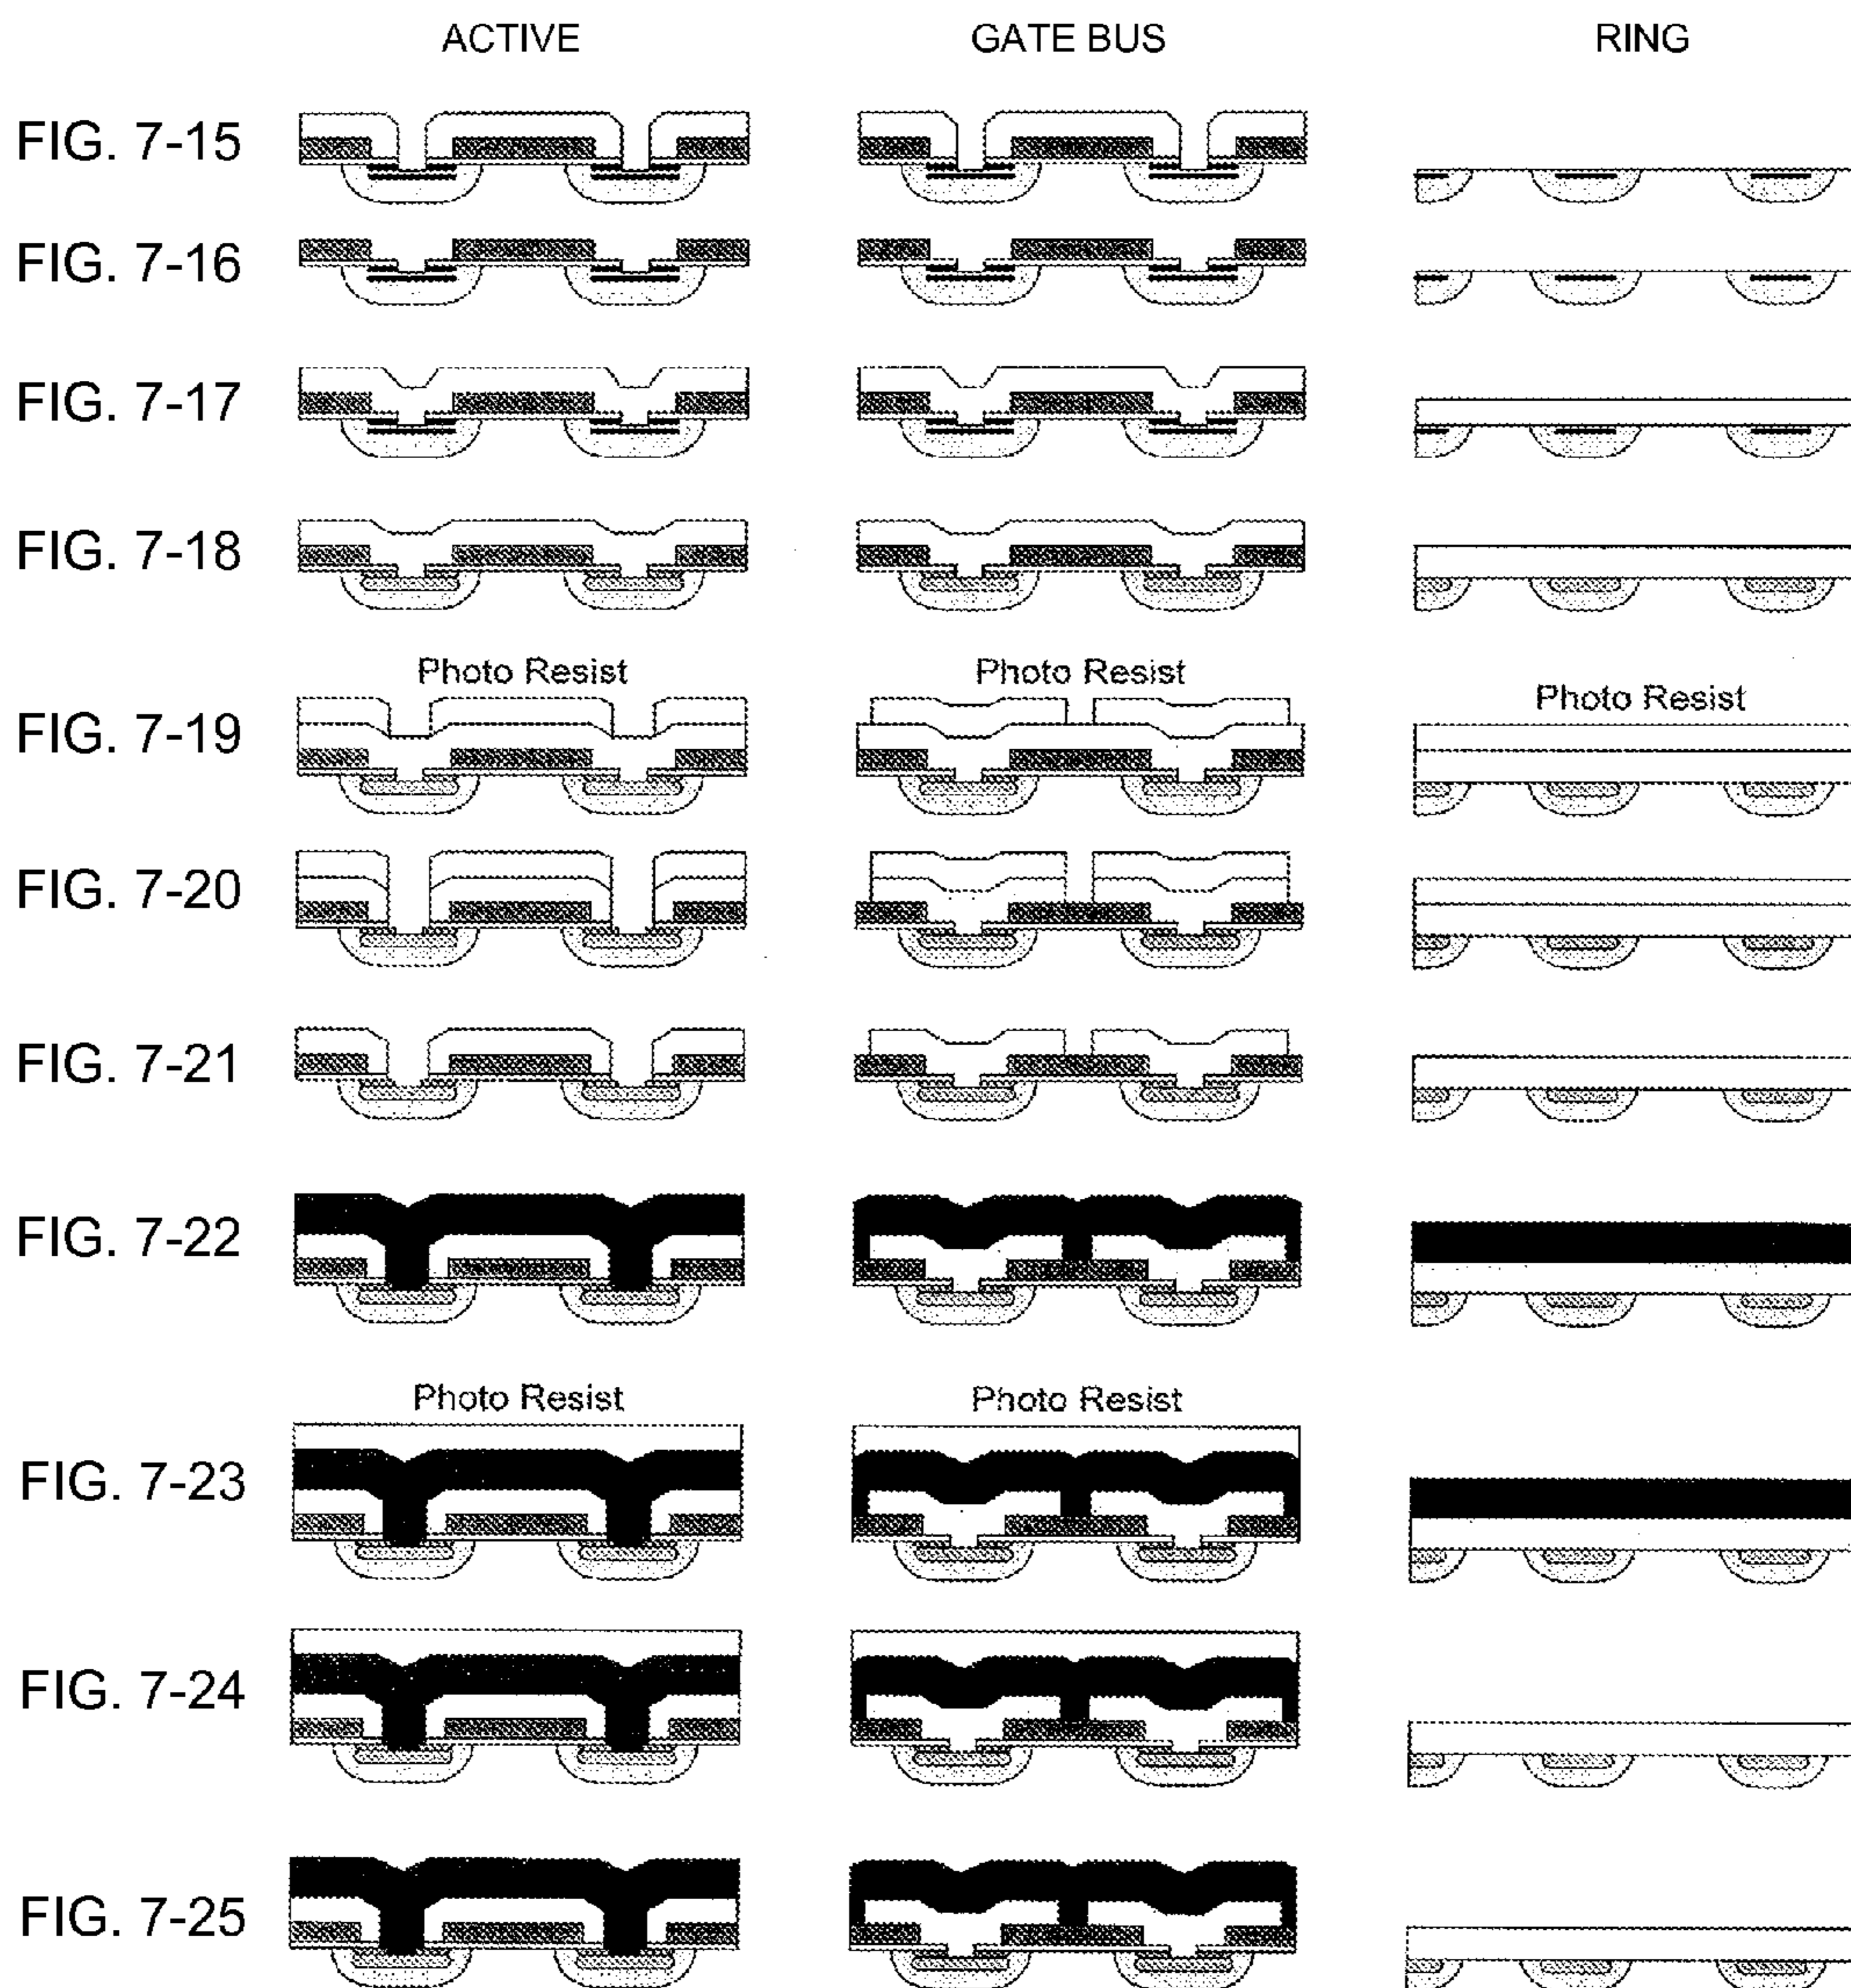 ACTIVE GATE BUS RING
FIG. 7-15
FIG. 7-16
FIG. 7-17
FIG. 7-18
Photo Resist Photo Resist Photo Resist
FIG. 7-19
FIG. 7-20
FIG. 7-21
FIG. 7-22
Photo Resist Photo Resist
FIG. 7-23
FIG. 7-24
FIG. 7-25